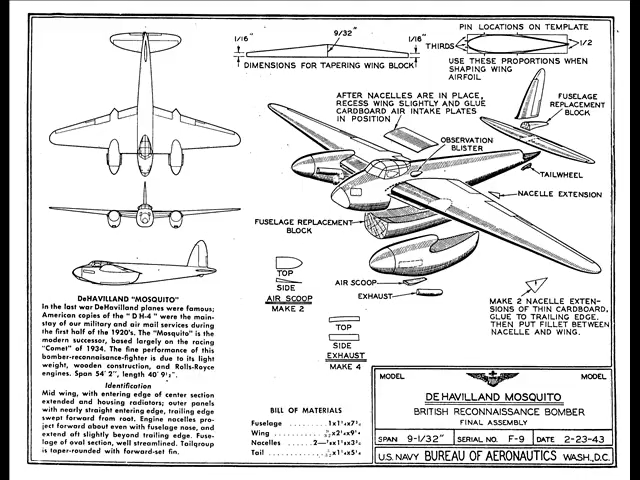 1/16"
9/32"
1/16"
DIMENSIONS FOR TAPERING WING BLOCK
PIN LOCATIONS ON TEMPLATE
THIRDS
1/2
USE THESE PROPORTIONS WHEN
SHAPING WING
AIRFOIL
AFTER NACELLES ARE IN PLACE,
RECESS WING SLIGHTLY AND GLUE
CARDBOARD AIR INTAKE PLATES
IN POSITION
FUSELAGE
REPLACEMENT
BLOCK
OBSERVATION
BLISTER
TAILWHEEL
NACELLE EXTENSION
FUSELAGE REPLACEMENT
BLOCK
TOP
SIDE
AIR SCOOP
MAKE 2
AIR SCOOP
EXHAUST
TOP
SIDE
EXHAUST
MAKE 4
MAKE 2 NACELLE EXTEN-
SIONS OF THIN CARDBOARD,
GLUE TO TRAILING EDGE.
THEN PUT FILLET BETWEEN
NACELLE AND WING.
DeHAVILLAND "MOSQUITO"
In the last war DeHavilland planes were famous;
American copies of the "DH-4" were the main-
stay of our military and air mail services during
the first half of the 1920's. The "Mosquito" is the
modern successor, based largely on the racing
"Comet" of 1934. The fine performance of this
bomber-reconnaisance-fighter is due to its light
weight, wooden construction, and Rolls-Royce
engines. Span 54' 2", length 40' 9½".
Identification
Mid wing, with entering edge of center section
extended and housing radiators; outer panels
with nearly straight entering edge, trailing edge
swept forward from root. Engine nacelles pro-
ject forward about even with fuselage nose, and
extend aft slightly beyond trailing edge. Fuse-
lage of oval section, well streamlined. Tailgroup
is taper-rounded with forward-set fin.
BILL OF MATERIALS
Fuselage
Wing
Nacelles
Tail
MODEL
MODEL
DE HAVILLAND MOSQUITO
BRITISH RECONNAISSANCE BOMBER
FINAL ASSEMBLY
SPAN 9-1/32" SERIAL NO. F-9 DATE 2-23-43
U.S. NAVY BUREAU OF AERONAUTICS WASH., D.C.